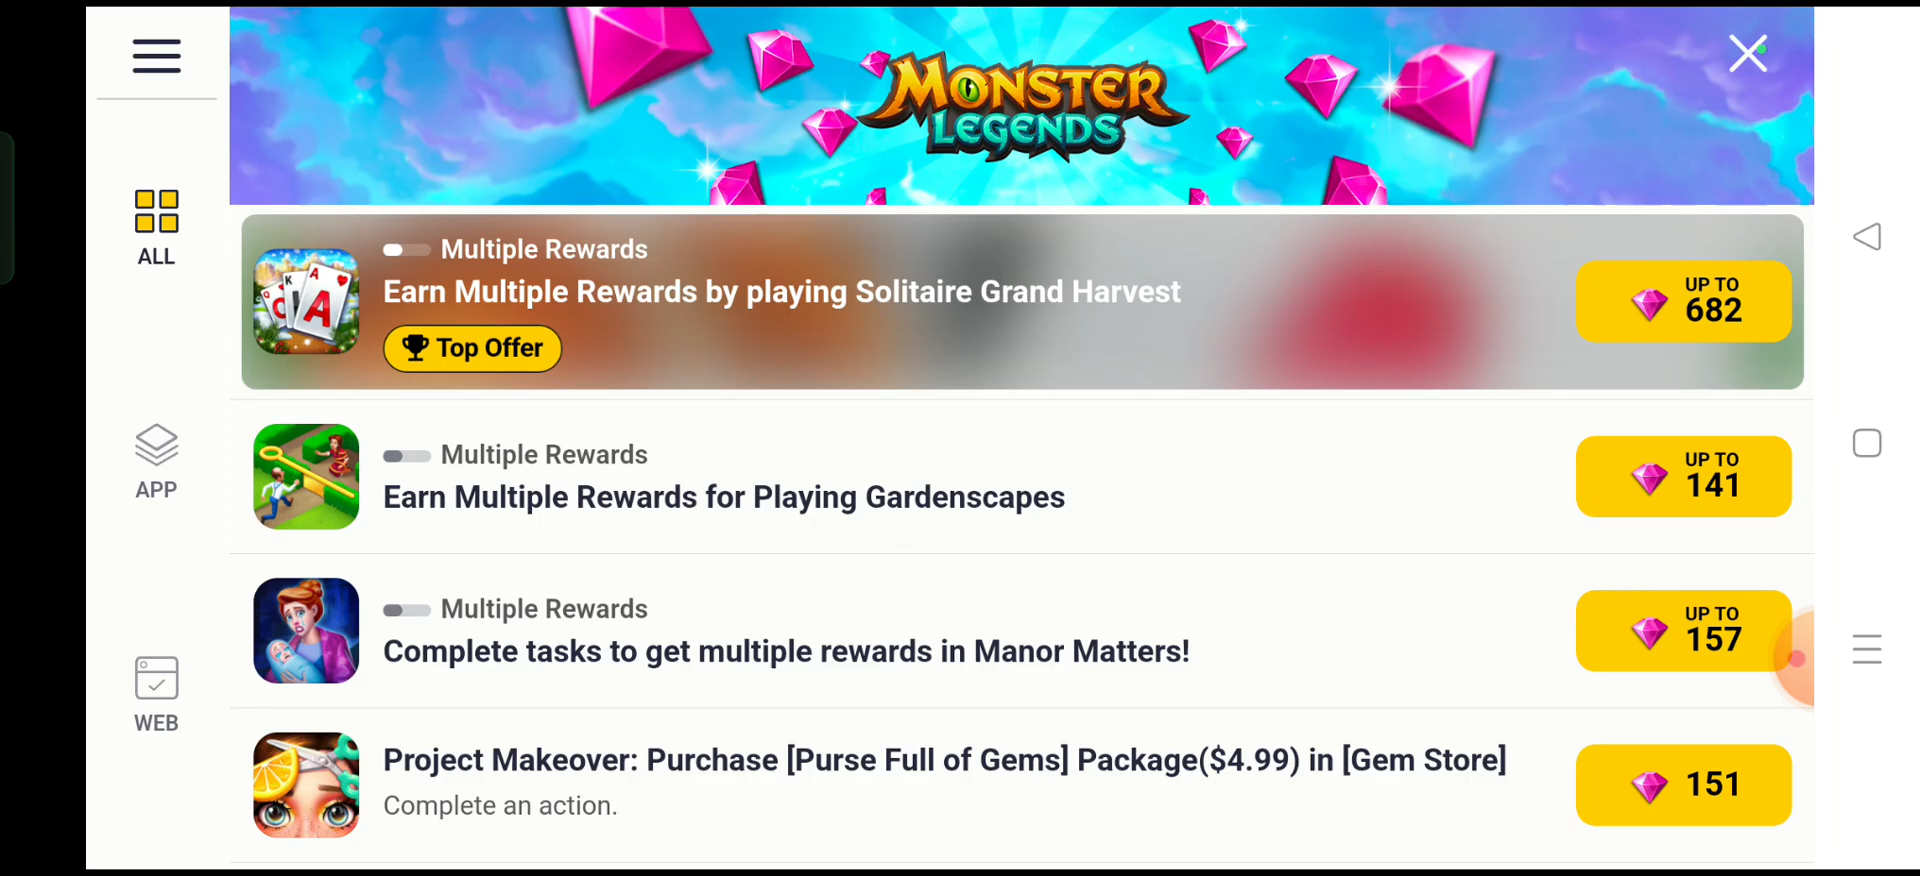 MONSTER
LEGENDS
ALL
APP
WEB
Multiple Rewards
Earn Multiple Rewards by playing Solitaire Grand Harvest
Top Offer
UP TO
682
Multiple Rewards
Earn Multiple Rewards for Playing Gardenscapes
UP TO
141
Multiple Rewards
Complete tasks to get multiple rewards in Manor Matters!
UP TO
157
Project Makeover: Purchase [Purse Full of Gems] Package($4.99) in [Gem Store]
Complete an action.
151
K
A
Q
A